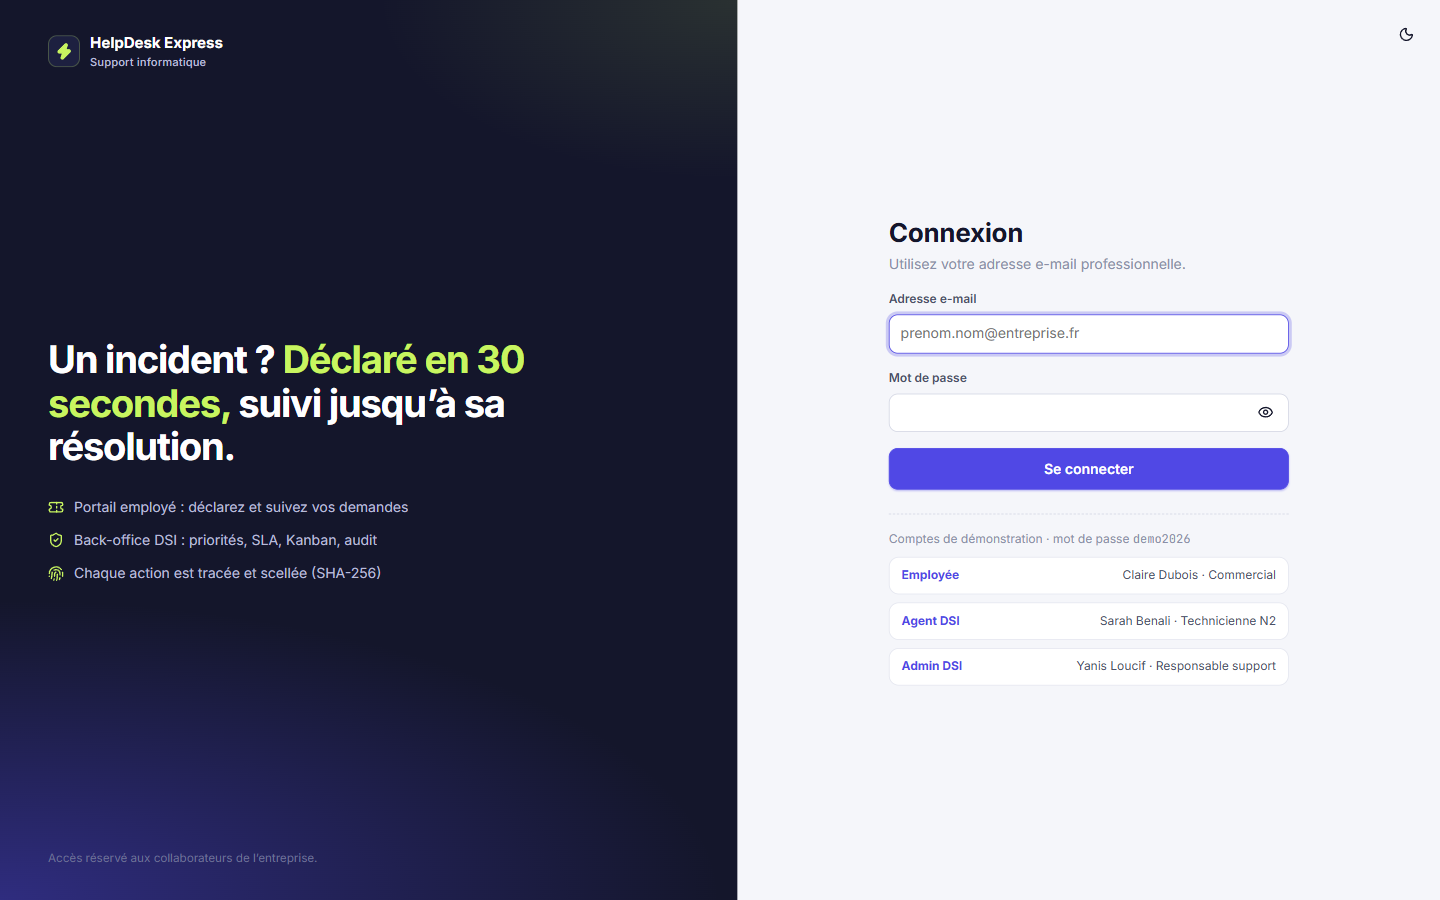 HelpDesk Express
Support informatique
Un incident ? Déclaré en 30
secondes, suivi jusqu’à sa
résolution.
Portail employé : déclarez et suivez vos demandes
Back-office DSI : priorités, SLA, Kanban, audit
Chaque action est tracée et scellée (SHA-256)
Accès réservé aux collaborateurs de l'entreprise.
Connexion
Utilisez votre adresse e-mail professionnelle.
Adresse e-mail
prenom.nom@entreprise.fr
Mot de passe
Se connecter
Comptes de démonstration · mot de passe demo2026
Employée Claire Dubois · Commercial
Agent DSI Sarah Benali · Technicienne N2
Admin DSI Yanis Loucif · Responsable support